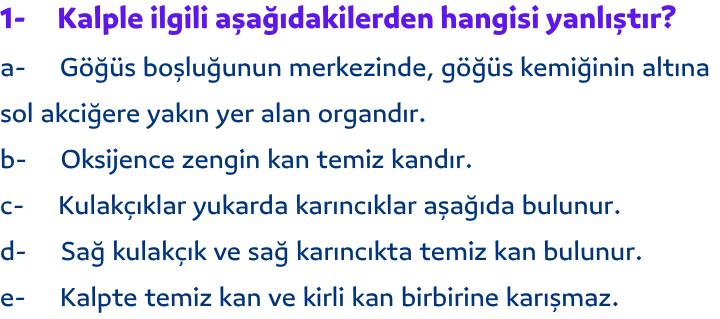 1- Kalple ilgili aşağıdakilerden hangisi yanlıştır?
a- Göğüs boşluğunun merkezinde, göğüs kemiğinin altına
sol akciğere yakın yer alan organdır.
b- Oksijence zengin kan temiz kandır.
c- Kulakçıklar yukarda karıncıklar aşağıda bulunur.
d- Sağ kulakçık ve sağ karıncıkta temiz kan bulunur.
e- Kalpte temiz kan ve kirli kan birbirine karışmaz.